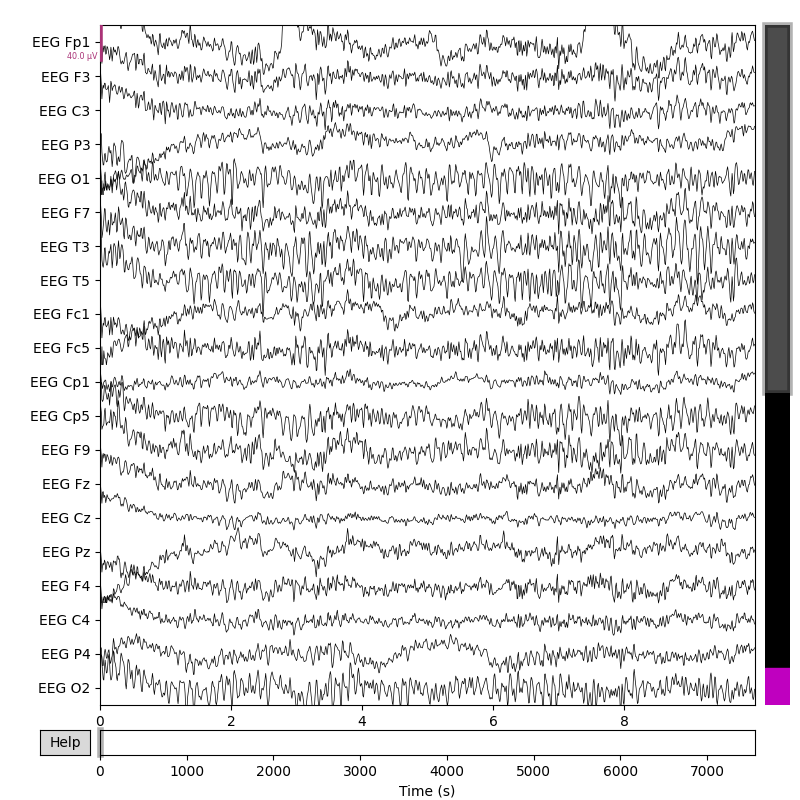 EEG Fp1
40.0 µV
EEG F3
EEG C3
EEG P3
EEG O1
EEG F7
EEG T3
EEG T5
EEG Fc1
EEG Fc5
EEG Cp1
EEG Cp5
EEG F9
EEG Fz
EEG Cz
EEG Pz
EEG F4
EEG C4
EEG P4
EEG O2
0 2 4 6 8
Help
0 1000 2000 3000 4000 5000 6000 7000
Time (s)